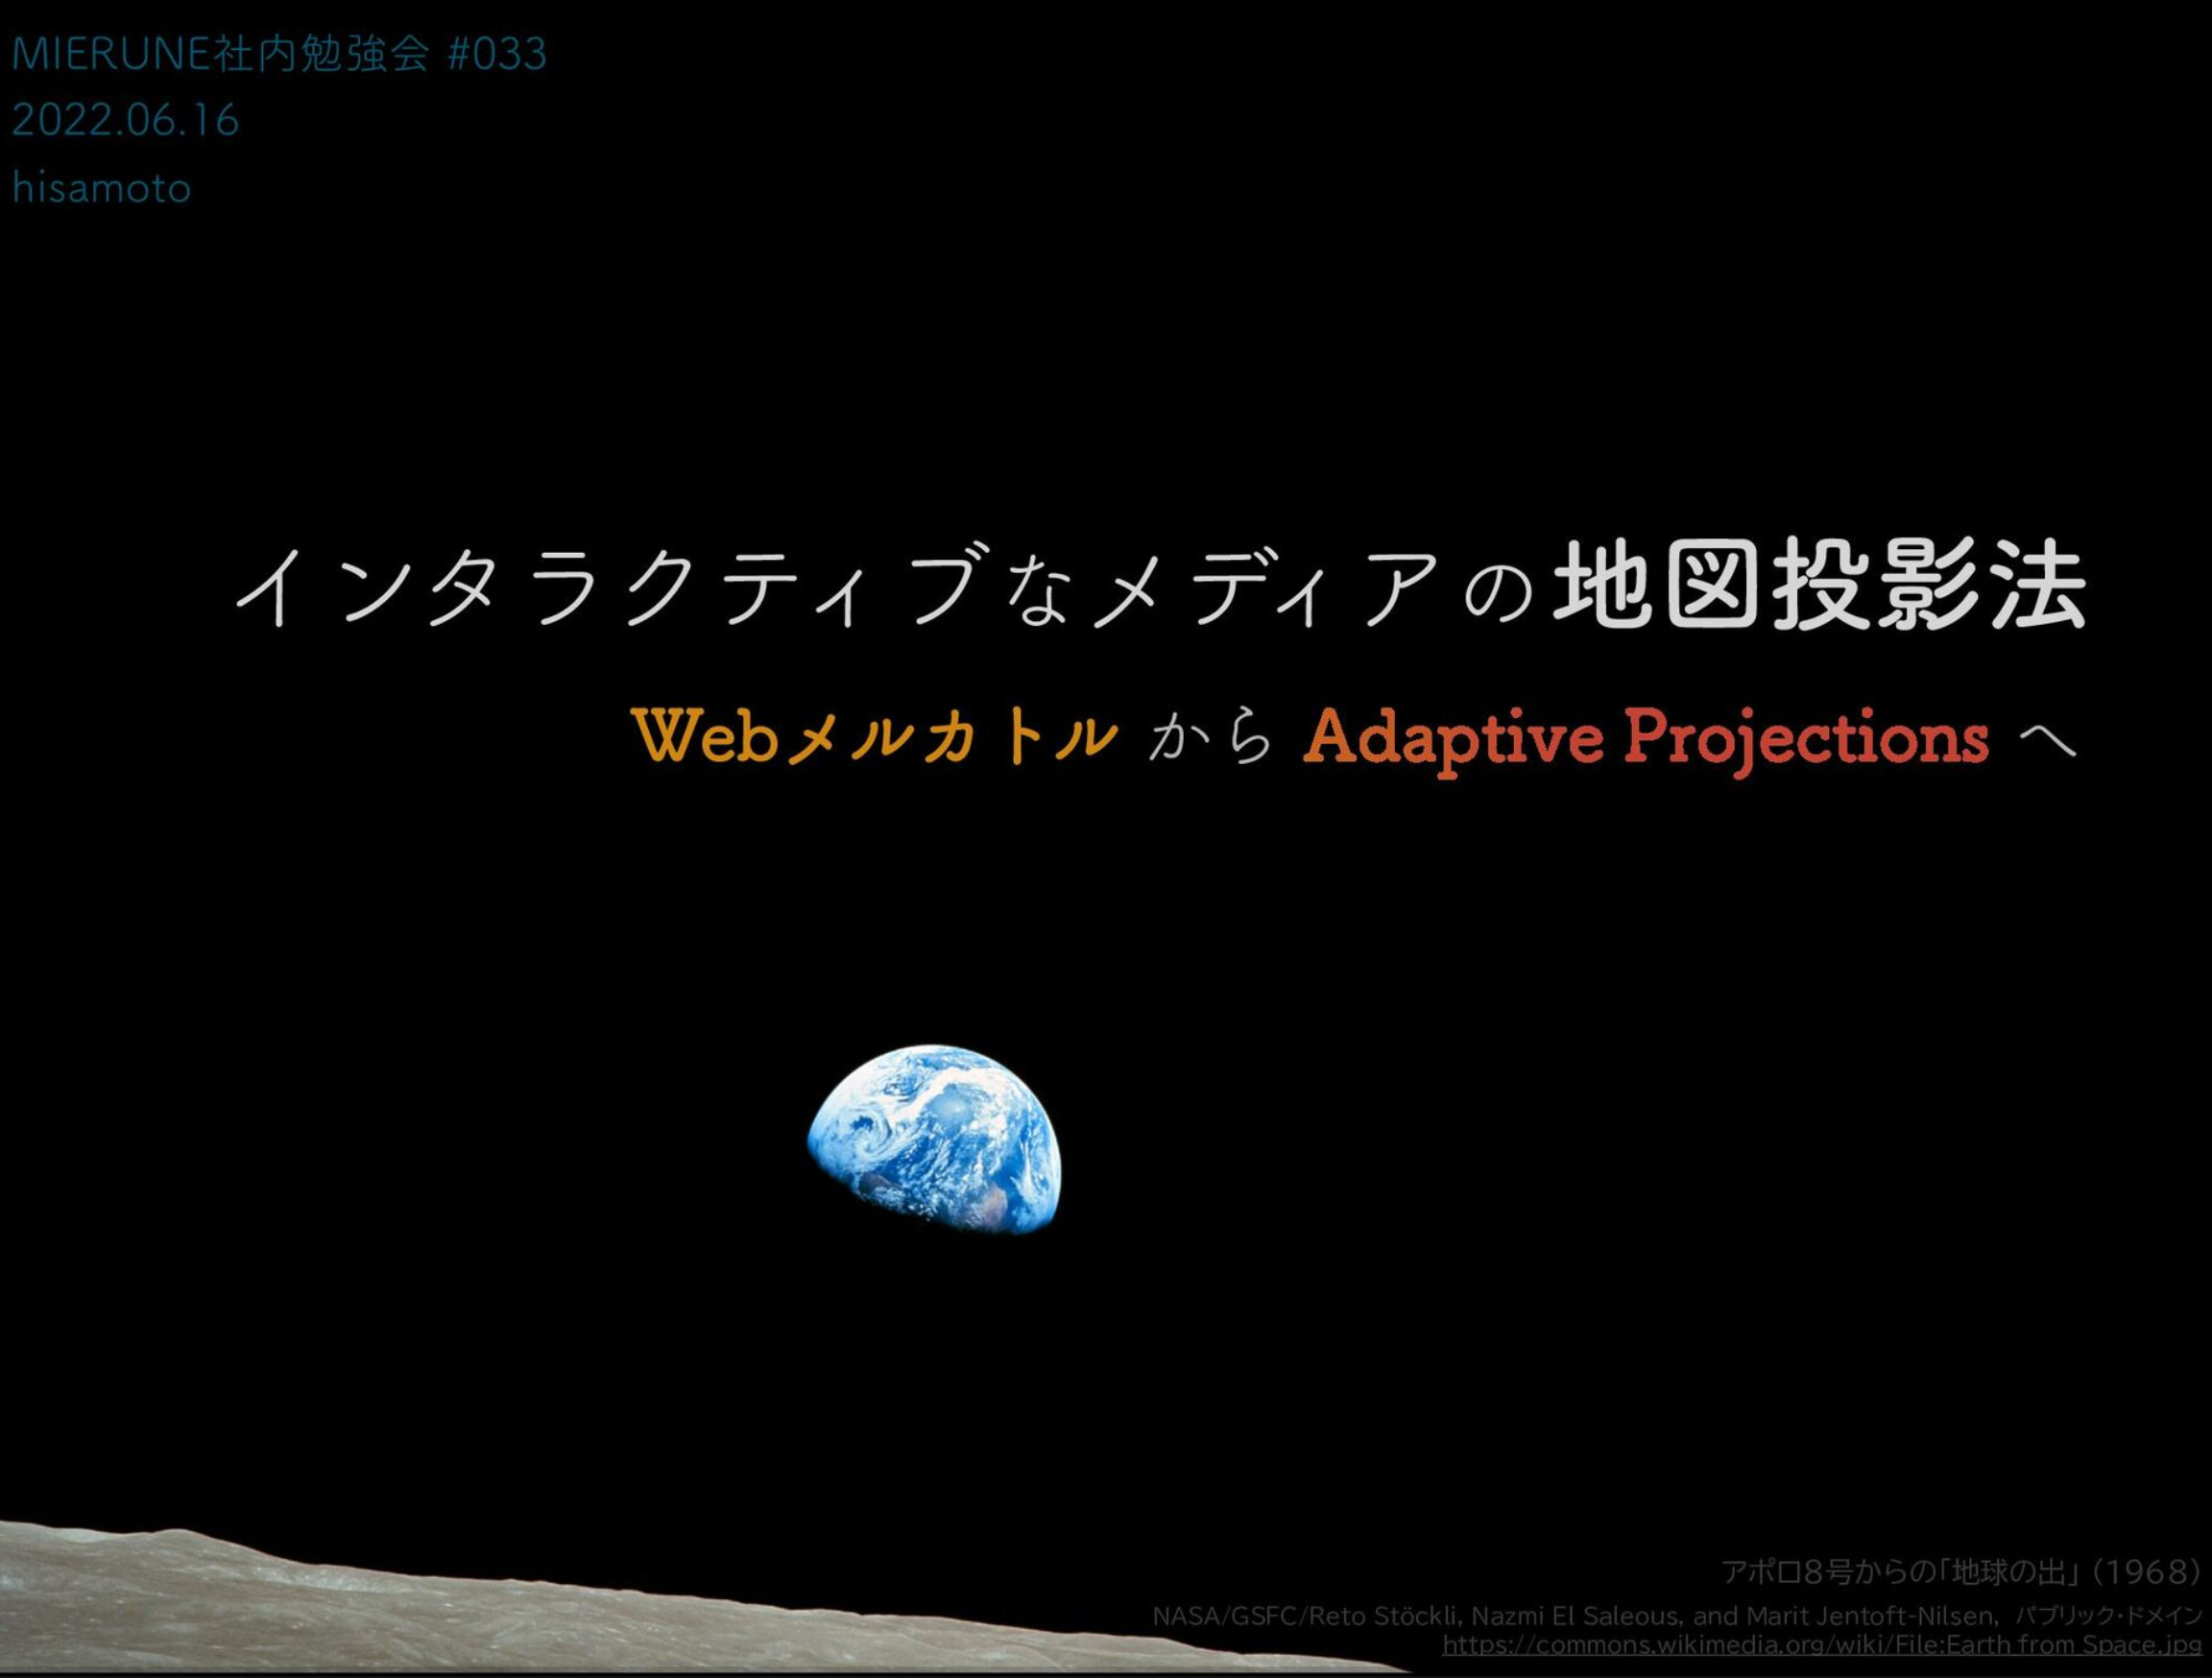 MIERUNE社内勉強会 #033
2022.06.16
hisamoto
インタラクティブなメディアの地図投影法
Webメルカトル から Adaptive Projections へ
アポロ8号からの「地球の出」（1968）
NASA/GSFC/Reto Stöckli, Nazmi El Saleous, and Marit Jentoft-Nilsen, パブリック・ドメイン
https://commons.wikimedia.org/wiki/File:Earth from Space.jpg